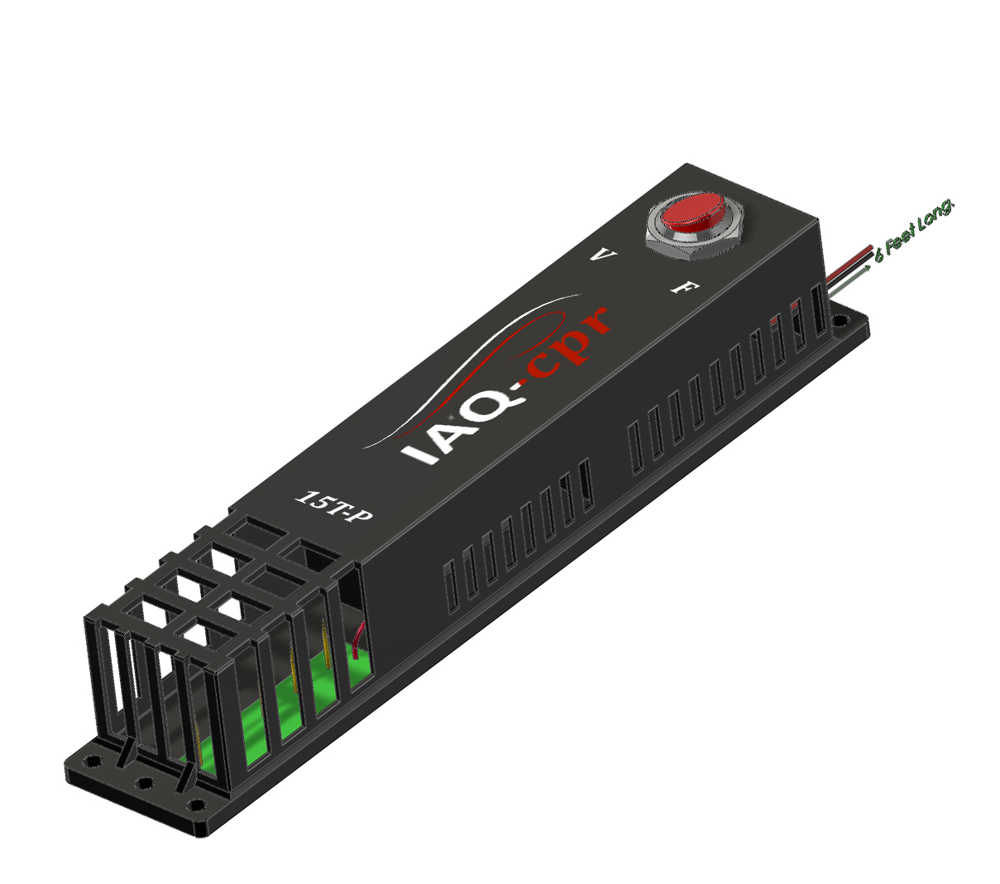 6 Feet Long.
V
F
IAQ-cpr
15T-P